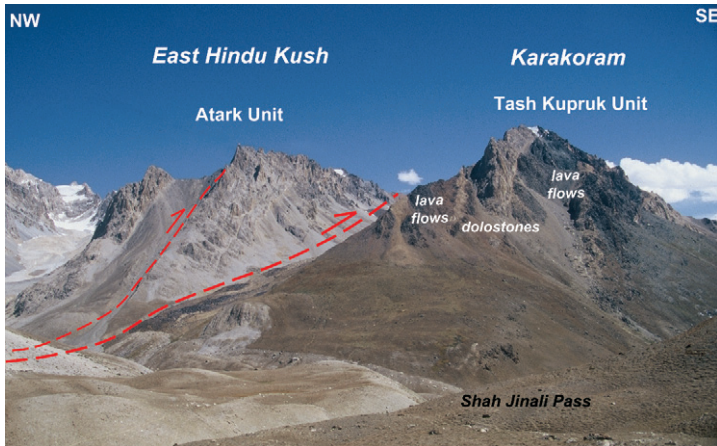 NW
SE
East Hindu Kush
Karakoram
Atark Unit
Tash Kupruk Unit
lava
flows
lava
flows
dolostones
Shah Jinali Pass